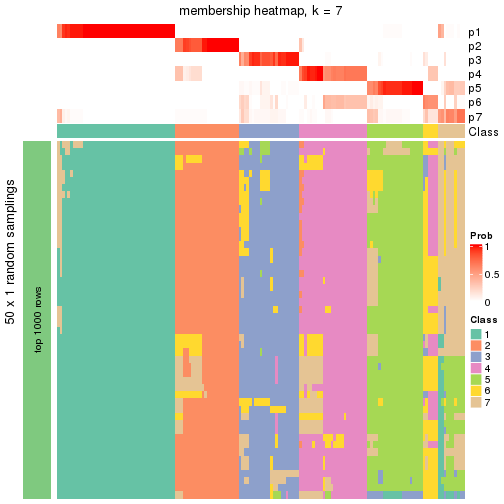 membership heatmap, k = 7
p1
p2
p3
p4
p5
p6
p7
Class
50 x 1 random samplings
top 1000 rows
Prob
1
0.5
0
Class
1
2
3
4
5
6
7